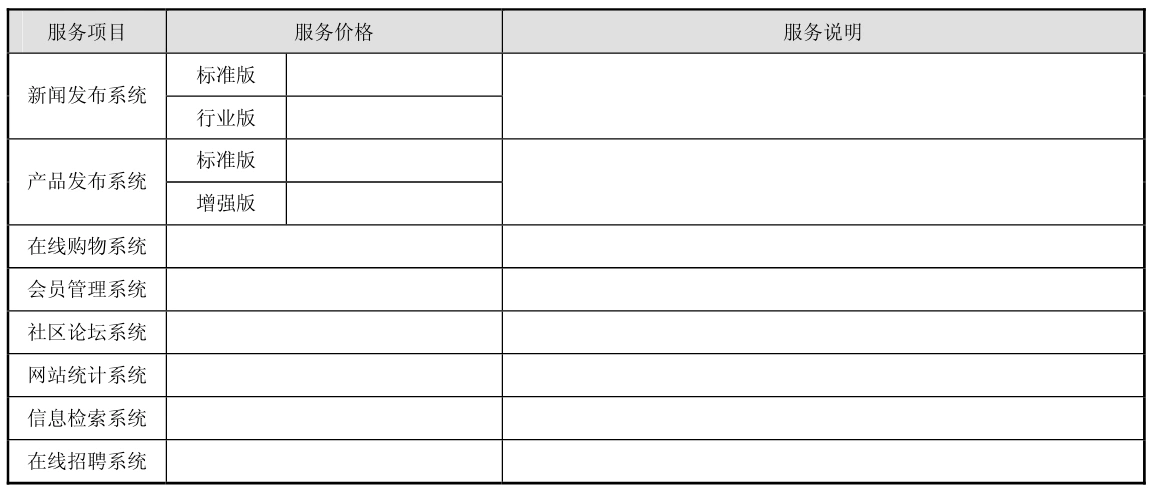 服务项目 服务价格 服务说明
新闻发布系统 标准版
行业版
产品发布系统 标准版
增强版
在线购物系统
会员管理系统
社区论坛系统
网站统计系统
信息检索系统
在线招聘系统